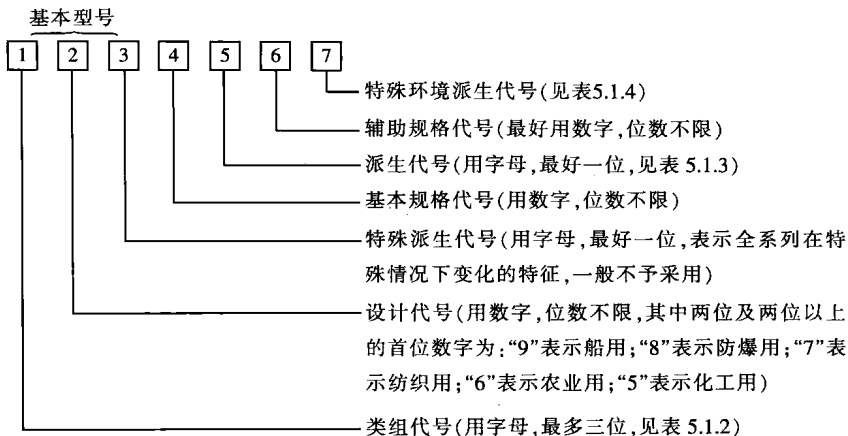 基本型号
1 2 3 4 5 6 7
特殊环境派生代号(见表5.1.4)
辅助规格代号(最好用数字,位数不限)
派生代号(用字母,最好一位,见表 5.1.3)
基本规格代号(用数字,位数不限)
特殊派生代号(用字母,最好一位,表示全系列在特
殊情况下变化的特征,一般不予采用)
设计代号(用数字,位数不限,其中两位及两位以上
的首位数字为:“9”表示船用;“8”表示防爆用;“7”表
示纺织用;“6”表示农业用;“5”表示化工用)
类组代号(用字母,最多三位,见表 5.1.2)